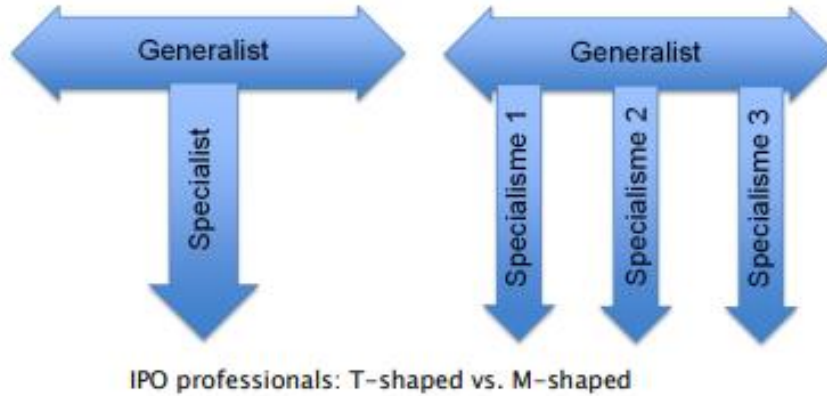 Generalist
Specialist
Generalist
Specialisme 1
Specialisme 2
Specialisme 3
IPO professionals: T-shaped vs. M-shaped